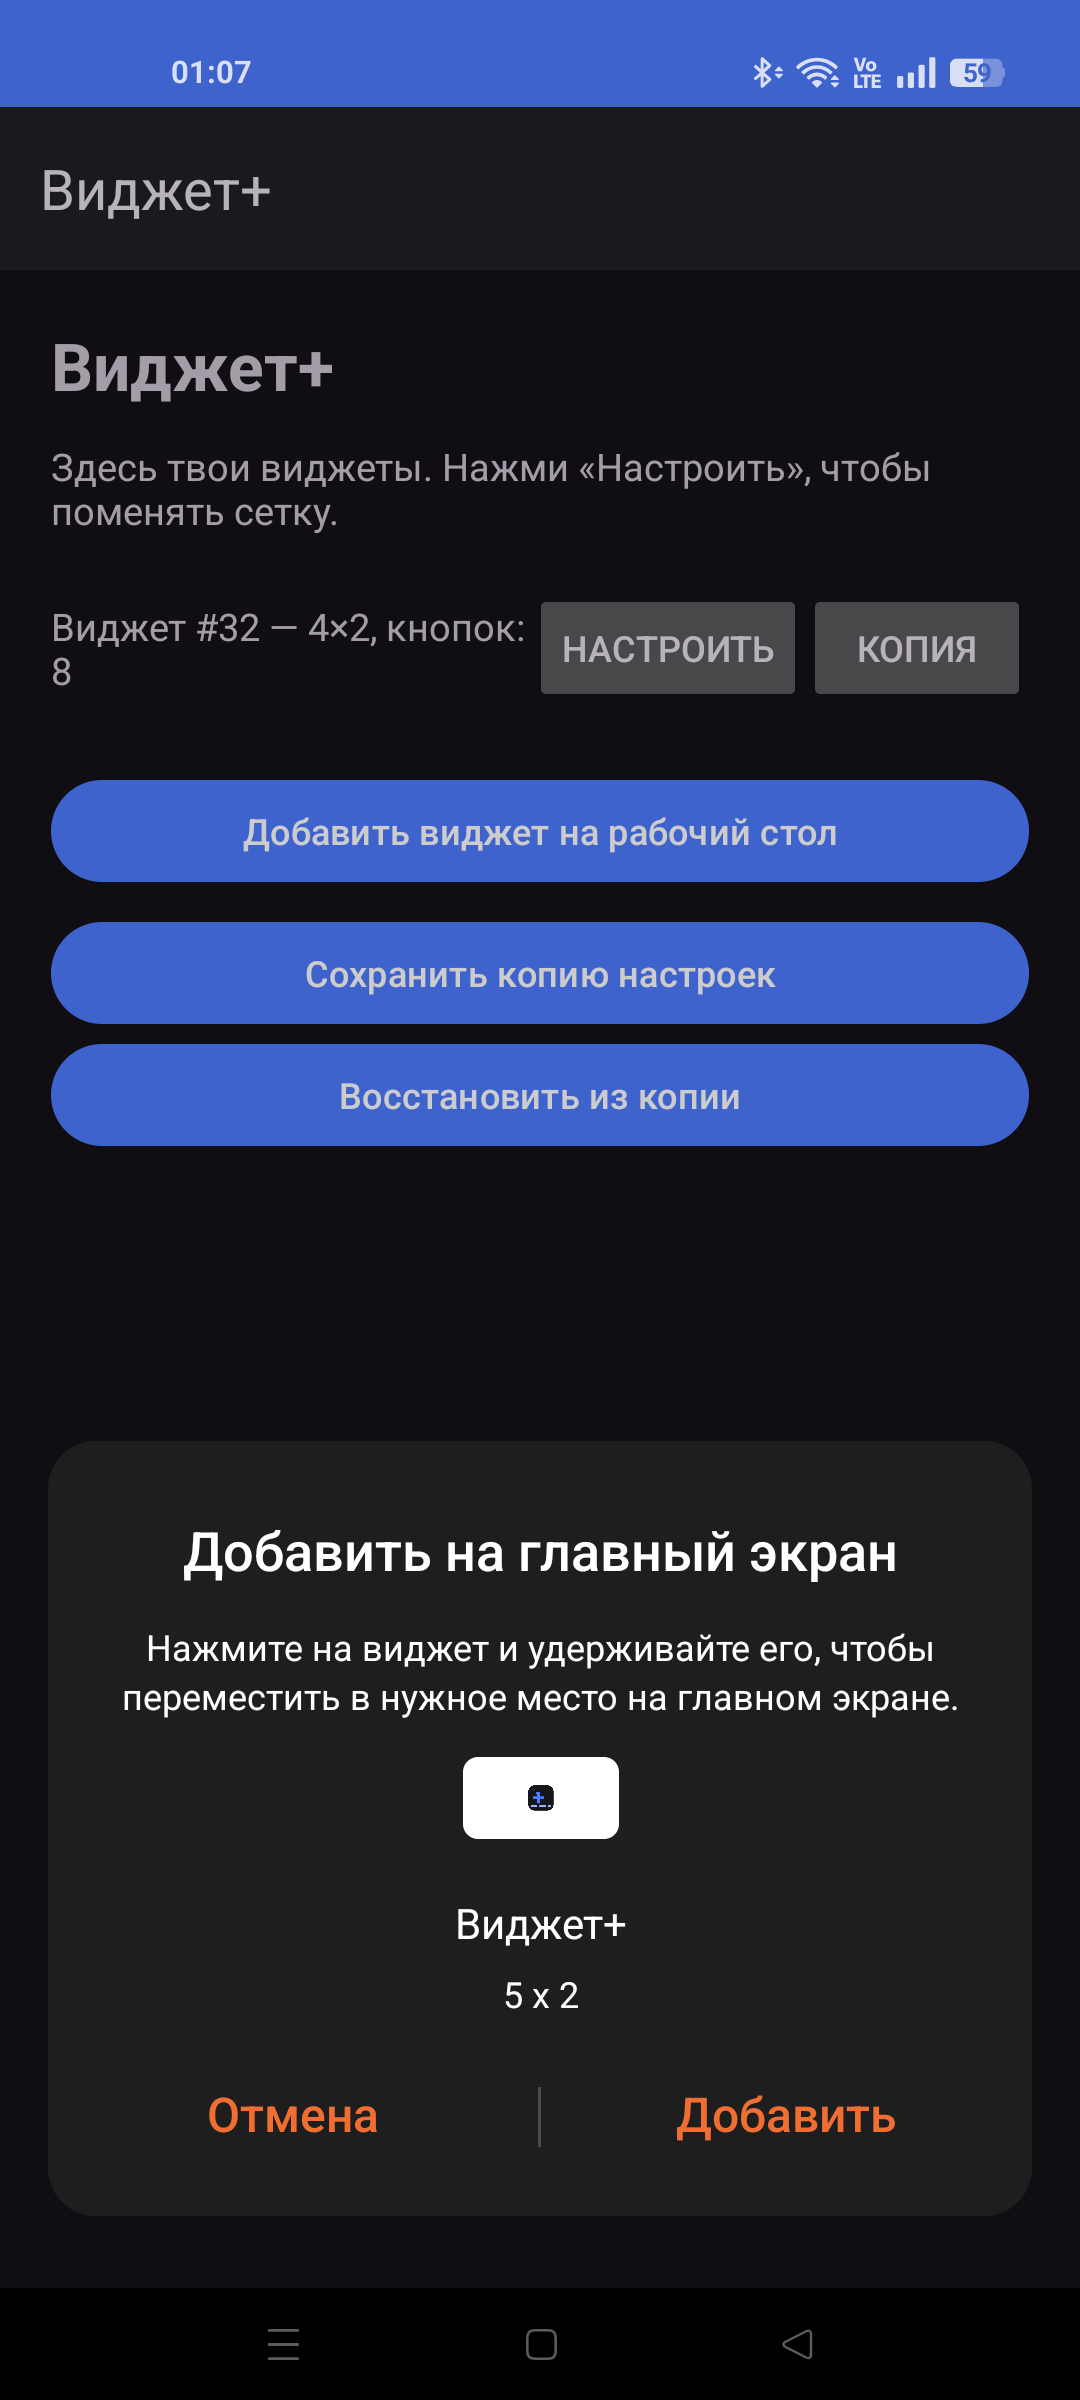 01:07
Vo
LTE
59
Виджет+
Виджет+
Здесь твои виджеты. Нажми «Настроить», чтобы
поменять сетку.
Виджет #32 — 4×2, кнопок:
8
НАСТРОИТЬ
КОПИЯ
Добавить виджет на рабочий стол
Сохранить копию настроек
Восстановить из копии
Добавить на главный экран
Нажмите на виджет и удерживайте его, чтобы
переместить в нужное место на главном экране.
Виджет+
5 x 2
Отмена
Добавить